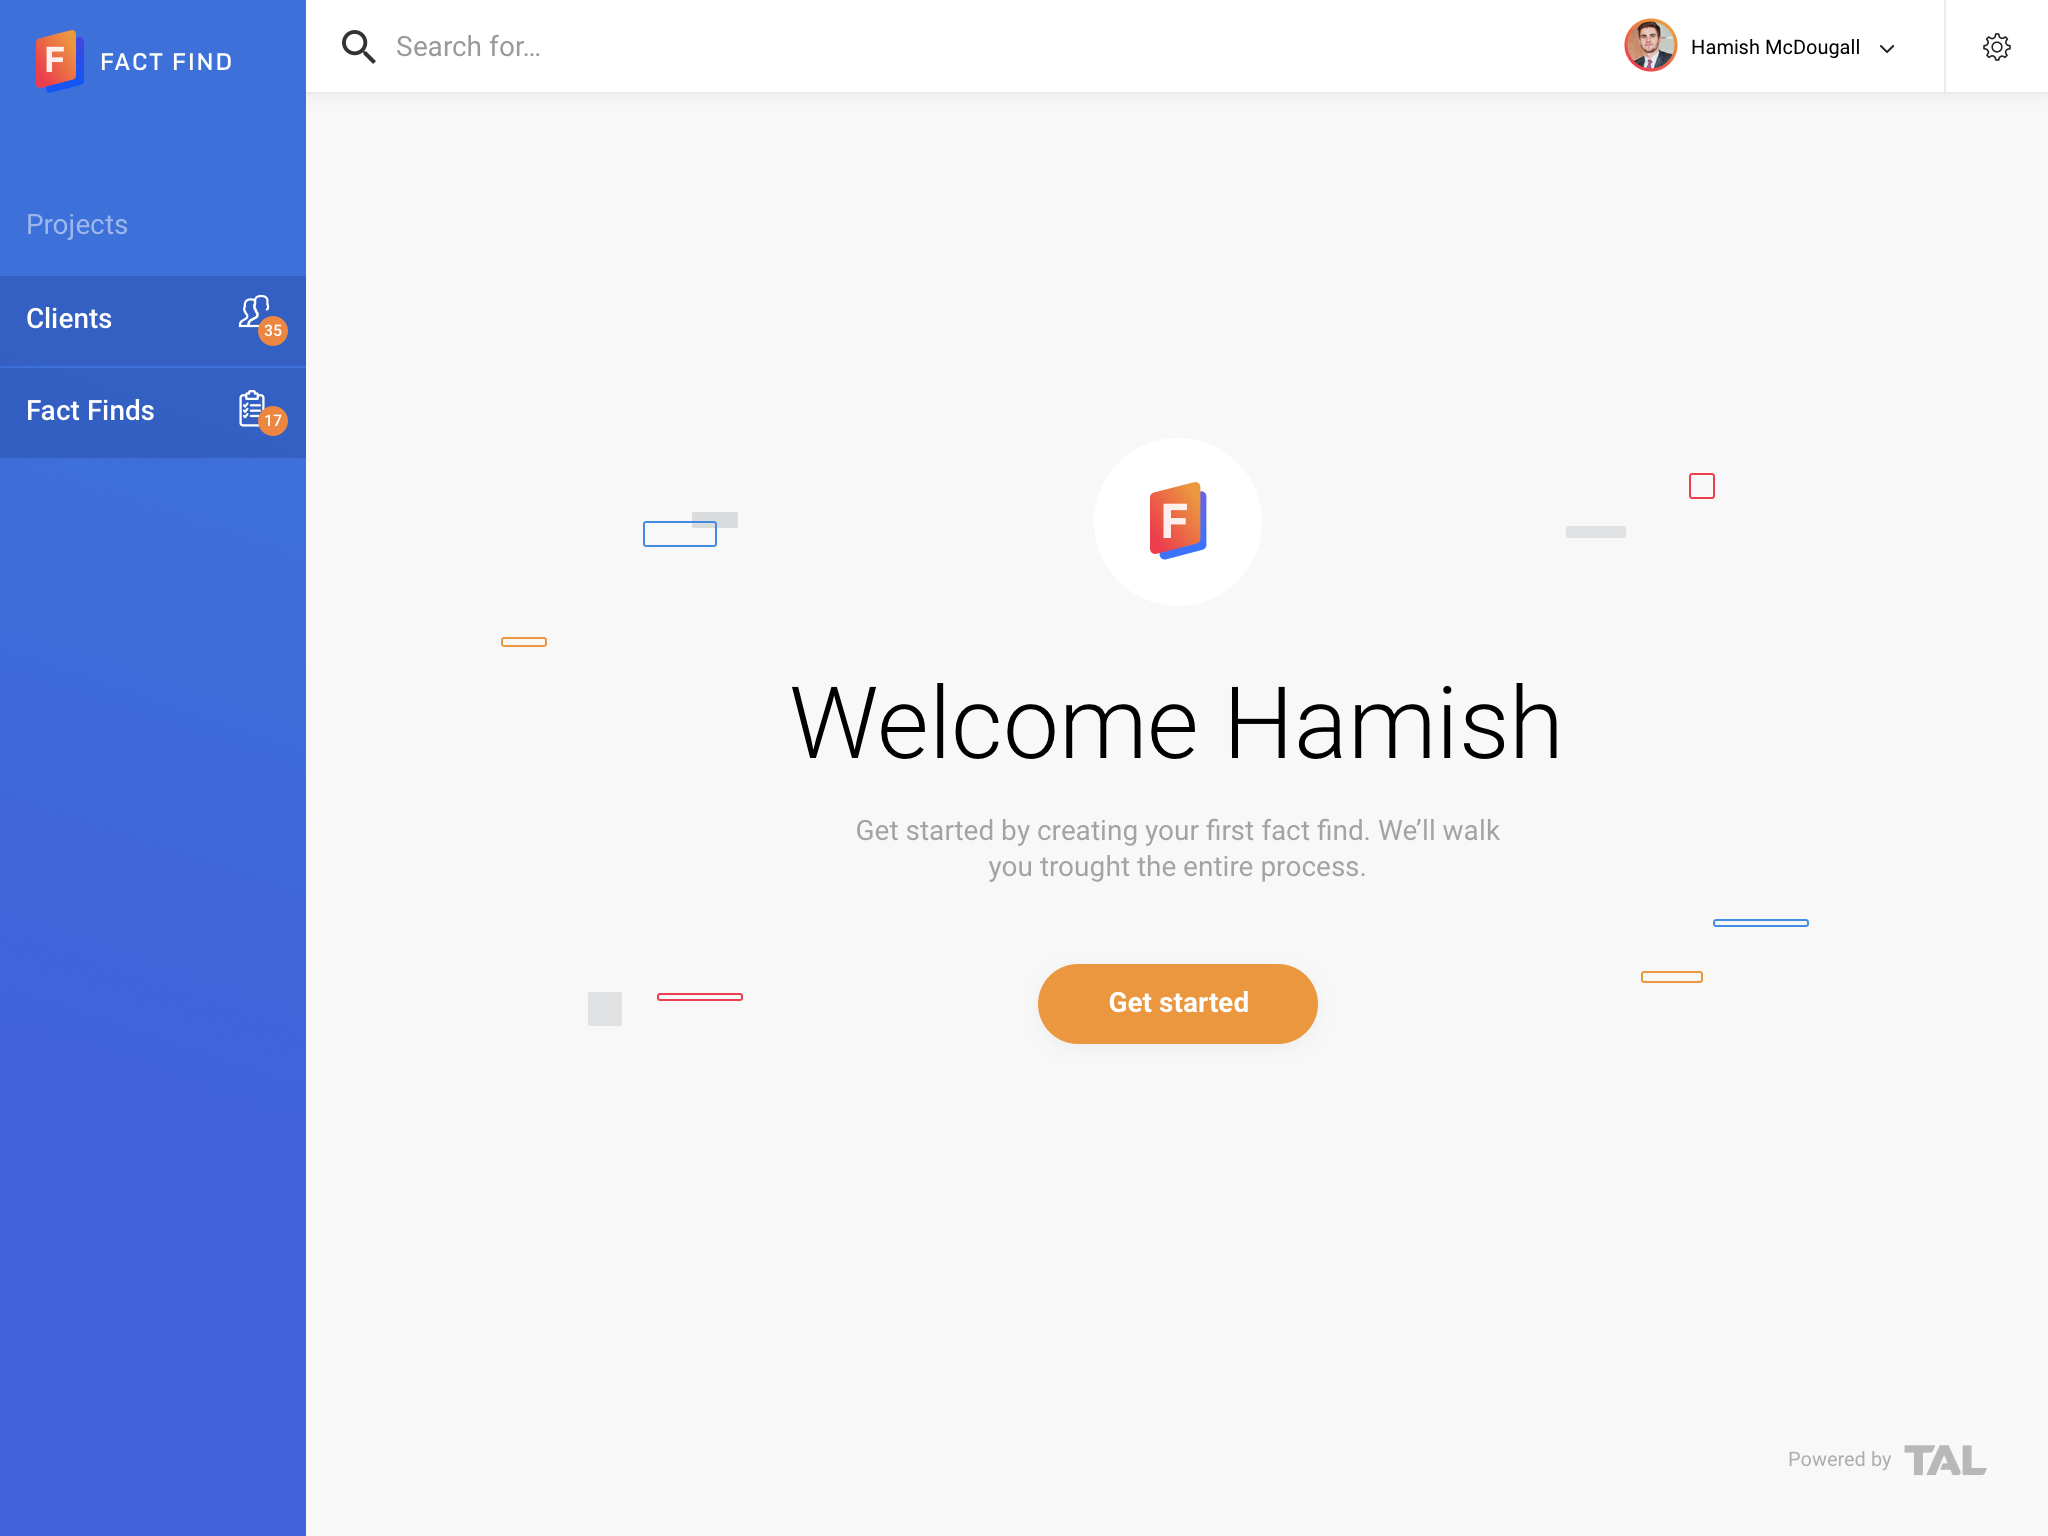 F FACT FIND
Search for...
Hamish McDougall
Projects
Clients
35
Fact Finds
17
F
Welcome Hamish
Get started by creating your first fact find. We’ll walk
you trought the entire process.
Get started
Powered by TAL